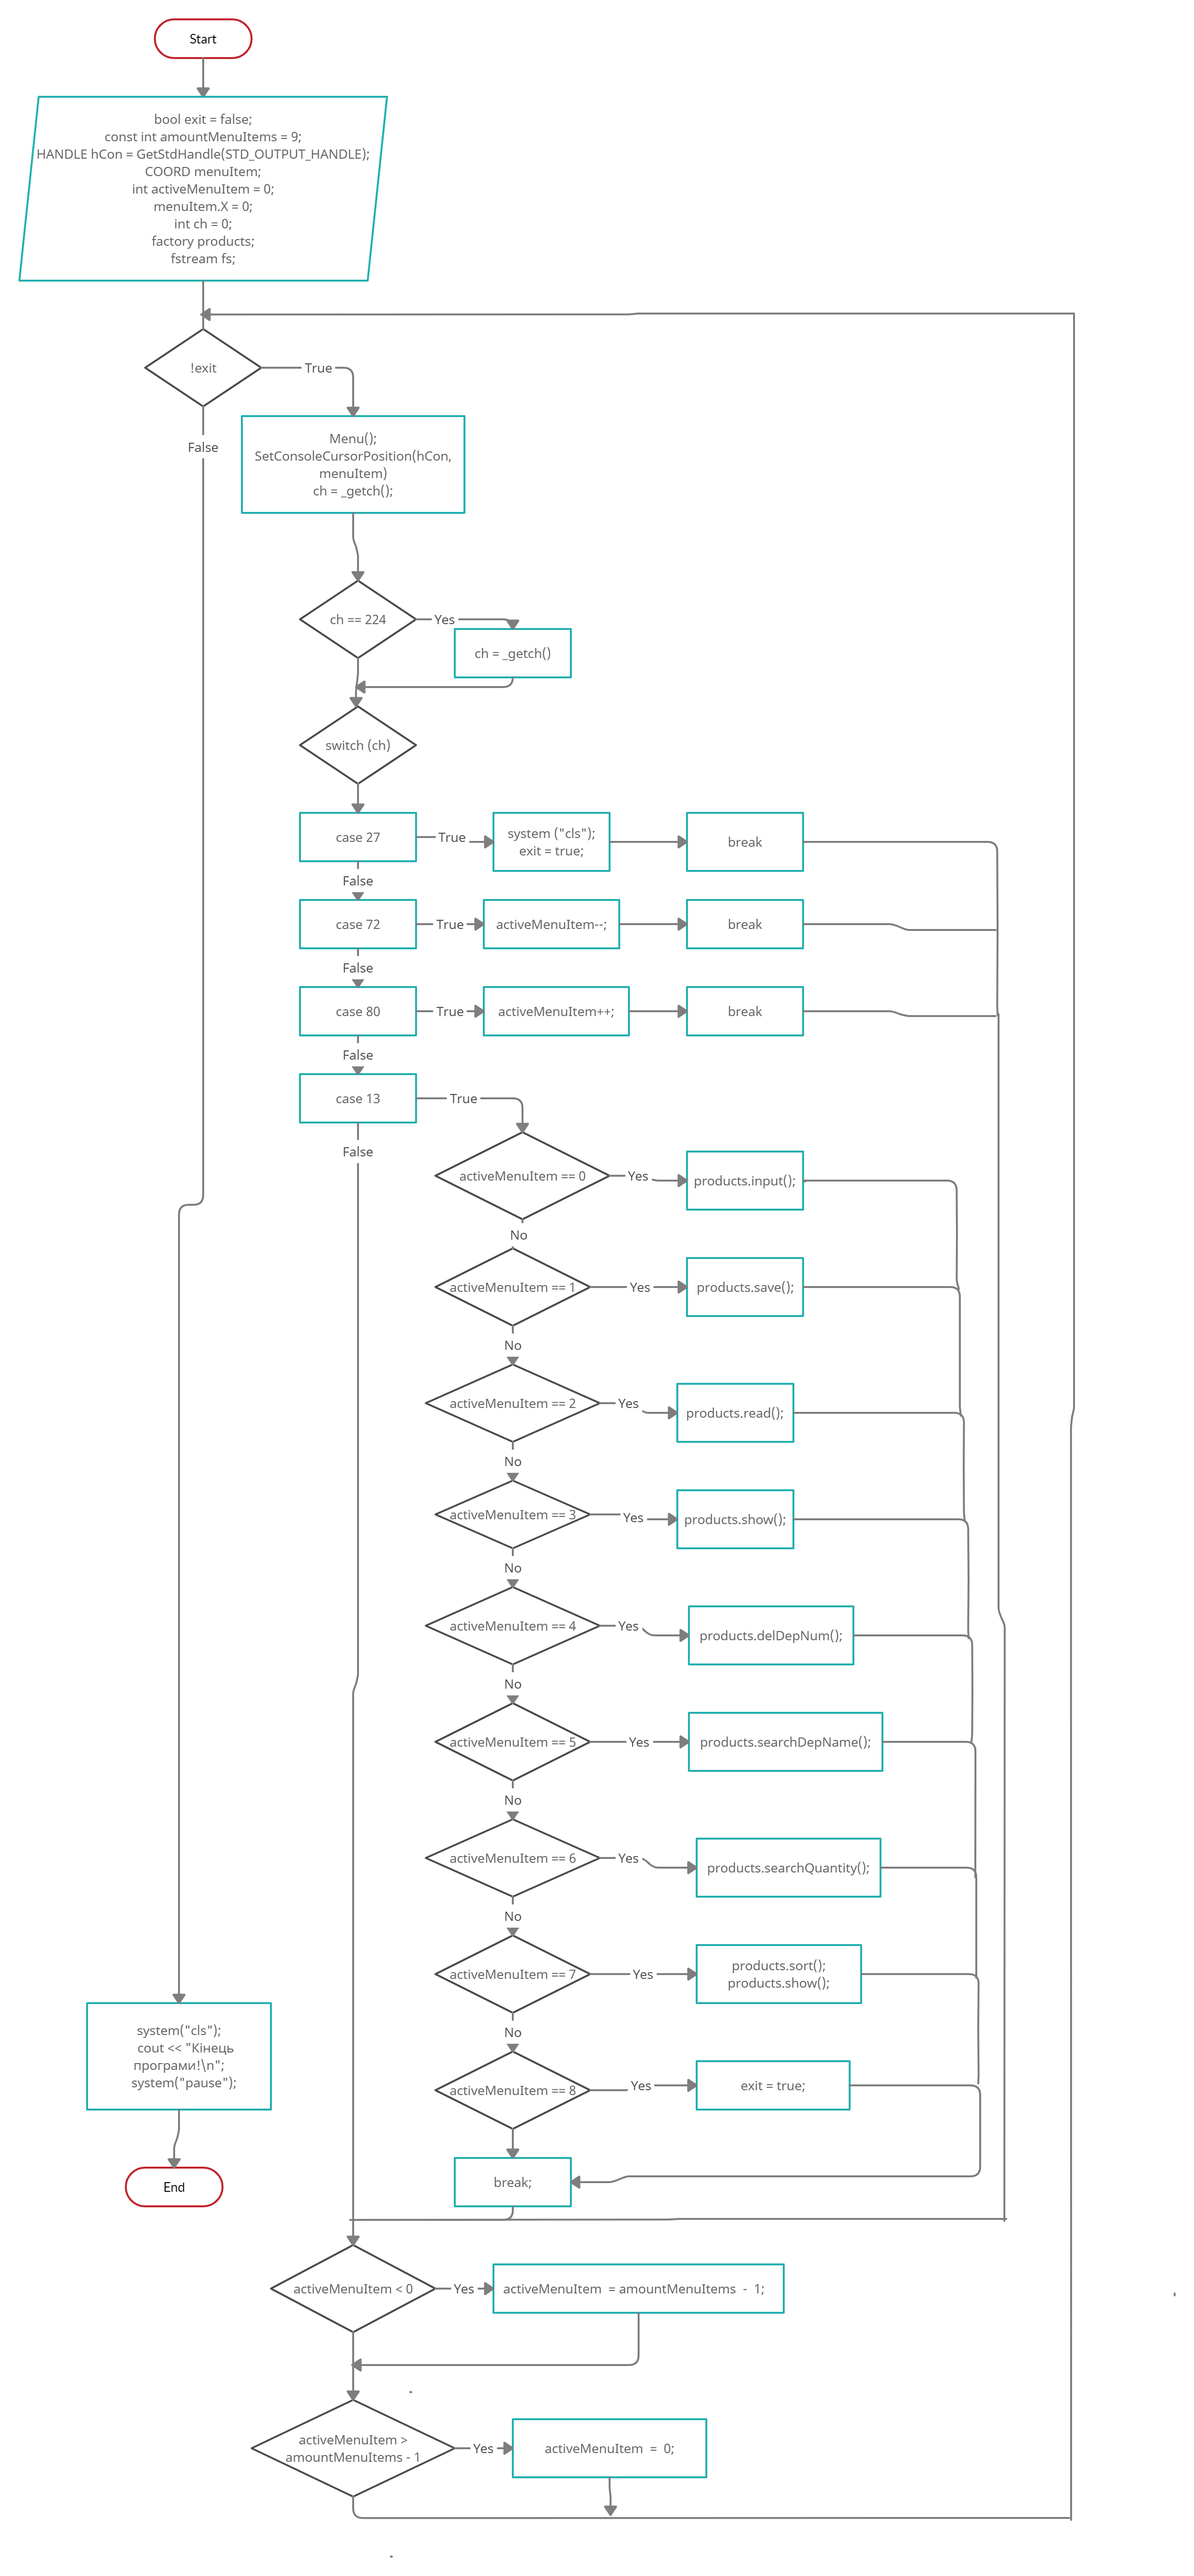 Start
bool exit = false;
const int amountMenuItems = 9;
HANDLE hCon = GetStdHandle(STD_OUTPUT_HANDLE);
COORD menuItem;
int activeMenuItem = 0;
menuItem.X = 0;
int ch = 0;
factory products;
fstream fs;
!exit
True
False
Menu();
SetConsoleCursorPosition(hCon,
menuItem)
ch = _getch();
ch == 224
Yes
ch = _getch()
switch (ch)
case 27
True
system ("cls");
exit = true;
break
False
case 72
True
activeMenuItem--;
break
False
case 80
True
activeMenuItem++;
break
False
case 13
True
False
activeMenuItem == 0
Yes
products.input();
No
activeMenuItem == 1
Yes
products.save();
No
activeMenuItem == 2
Yes
products.read();
No
activeMenuItem == 3
Yes
products.show();
No
activeMenuItem == 4
Yes
products.delDepNum();
No
activeMenuItem == 5
Yes
products.searchDepName();
No
activeMenuItem == 6
Yes
products.searchQuantity();
No
activeMenuItem == 7
Yes
products.sort();
products.show();
No
activeMenuItem == 8
Yes
exit = true;
break;
system("cls");
cout << "Кінець
програми!\n";
system("pause");
End
activeMenuItem < 0
Yes
activeMenuItem = amountMenuItems - 1;
activeMenuItem >
amountMenuItems - 1
Yes
activeMenuItem = 0;